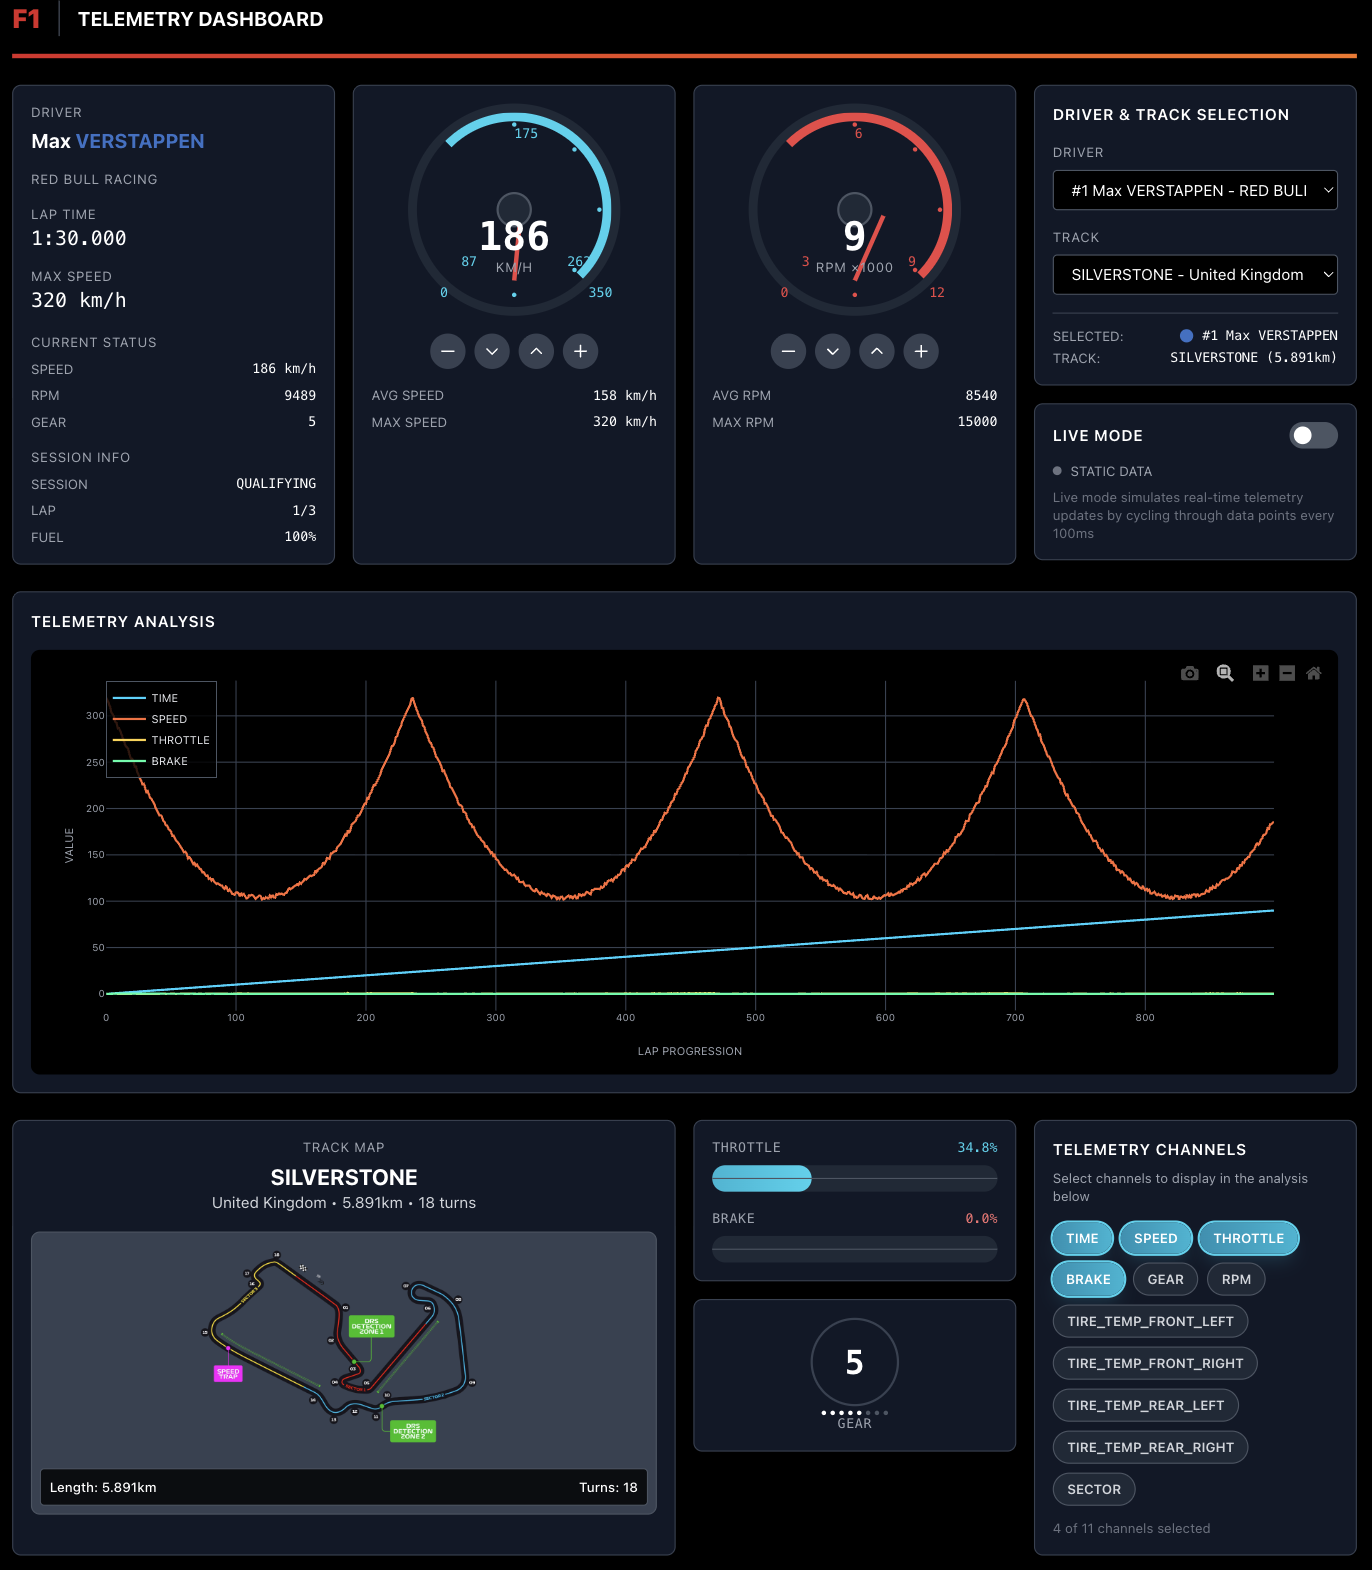 F1
TELEMETRY DASHBOARD
DRIVER
Max VERSTAPPEN
RED BULL RACING
LAP TIME
1:30.000
MAX SPEED
320 km/h
CURRENT STATUS
SPEED 186 km/h
RPM 9489
GEAR 5
SESSION INFO
SESSION QUALIFYING
LAP 1/3
FUEL 100%
175
186
87 KM/H 262
0 350
AVG SPEED 158 km/h
MAX SPEED 320 km/h
6
9
3 RPM ×1000 9
0 12
AVG RPM 8540
MAX RPM 15000
DRIVER & TRACK SELECTION
DRIVER
#1 Max VERSTAPPEN - RED BULL
TRACK
SILVERSTONE - United Kingdom
SELECTED: #1 Max VERSTAPPEN
TRACK: SILVERSTONE (5.891km)
LIVE MODE
STATIC DATA
Live mode simulates real-time telemetry
updates by cycling through data points every
100ms
TELEMETRY ANALYSIS
TIME
SPEED
THROTTLE
BRAKE
300
250
200
150
100
50
0
VALUE
0 100 200 300 400 500 600 700 800
LAP PROGRESSION
TRACK MAP
SILVERSTONE
United Kingdom • 5.891km • 18 turns
DRS
DETECTION
ZONE 1
SPEED
TRAP
DRS
DETECTION
ZONE 2
Length: 5.891km Turns: 18
THROTTLE 34.8%
BRAKE 0.0%
5
GEAR
TELEMETRY CHANNELS
Select channels to display in the analysis
below
TIME SPEED THROTTLE
BRAKE GEAR RPM
TIRE_TEMP_FRONT_LEFT
TIRE_TEMP_FRONT_RIGHT
TIRE_TEMP_REAR_LEFT
TIRE_TEMP_REAR_RIGHT
SECTOR
4 of 11 channels selected